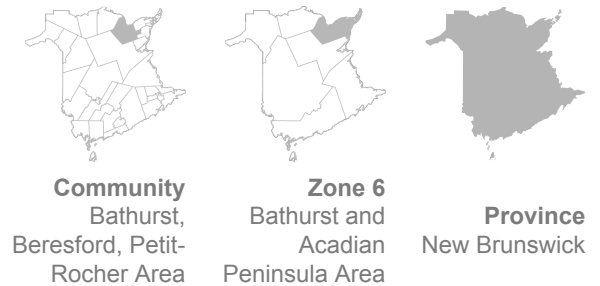 Community
Bathurst,
Beresford, Petit-
Rocher Area
Zone 6
Bathurst and
Acadian
Peninsula Area
Province
New Brunswick